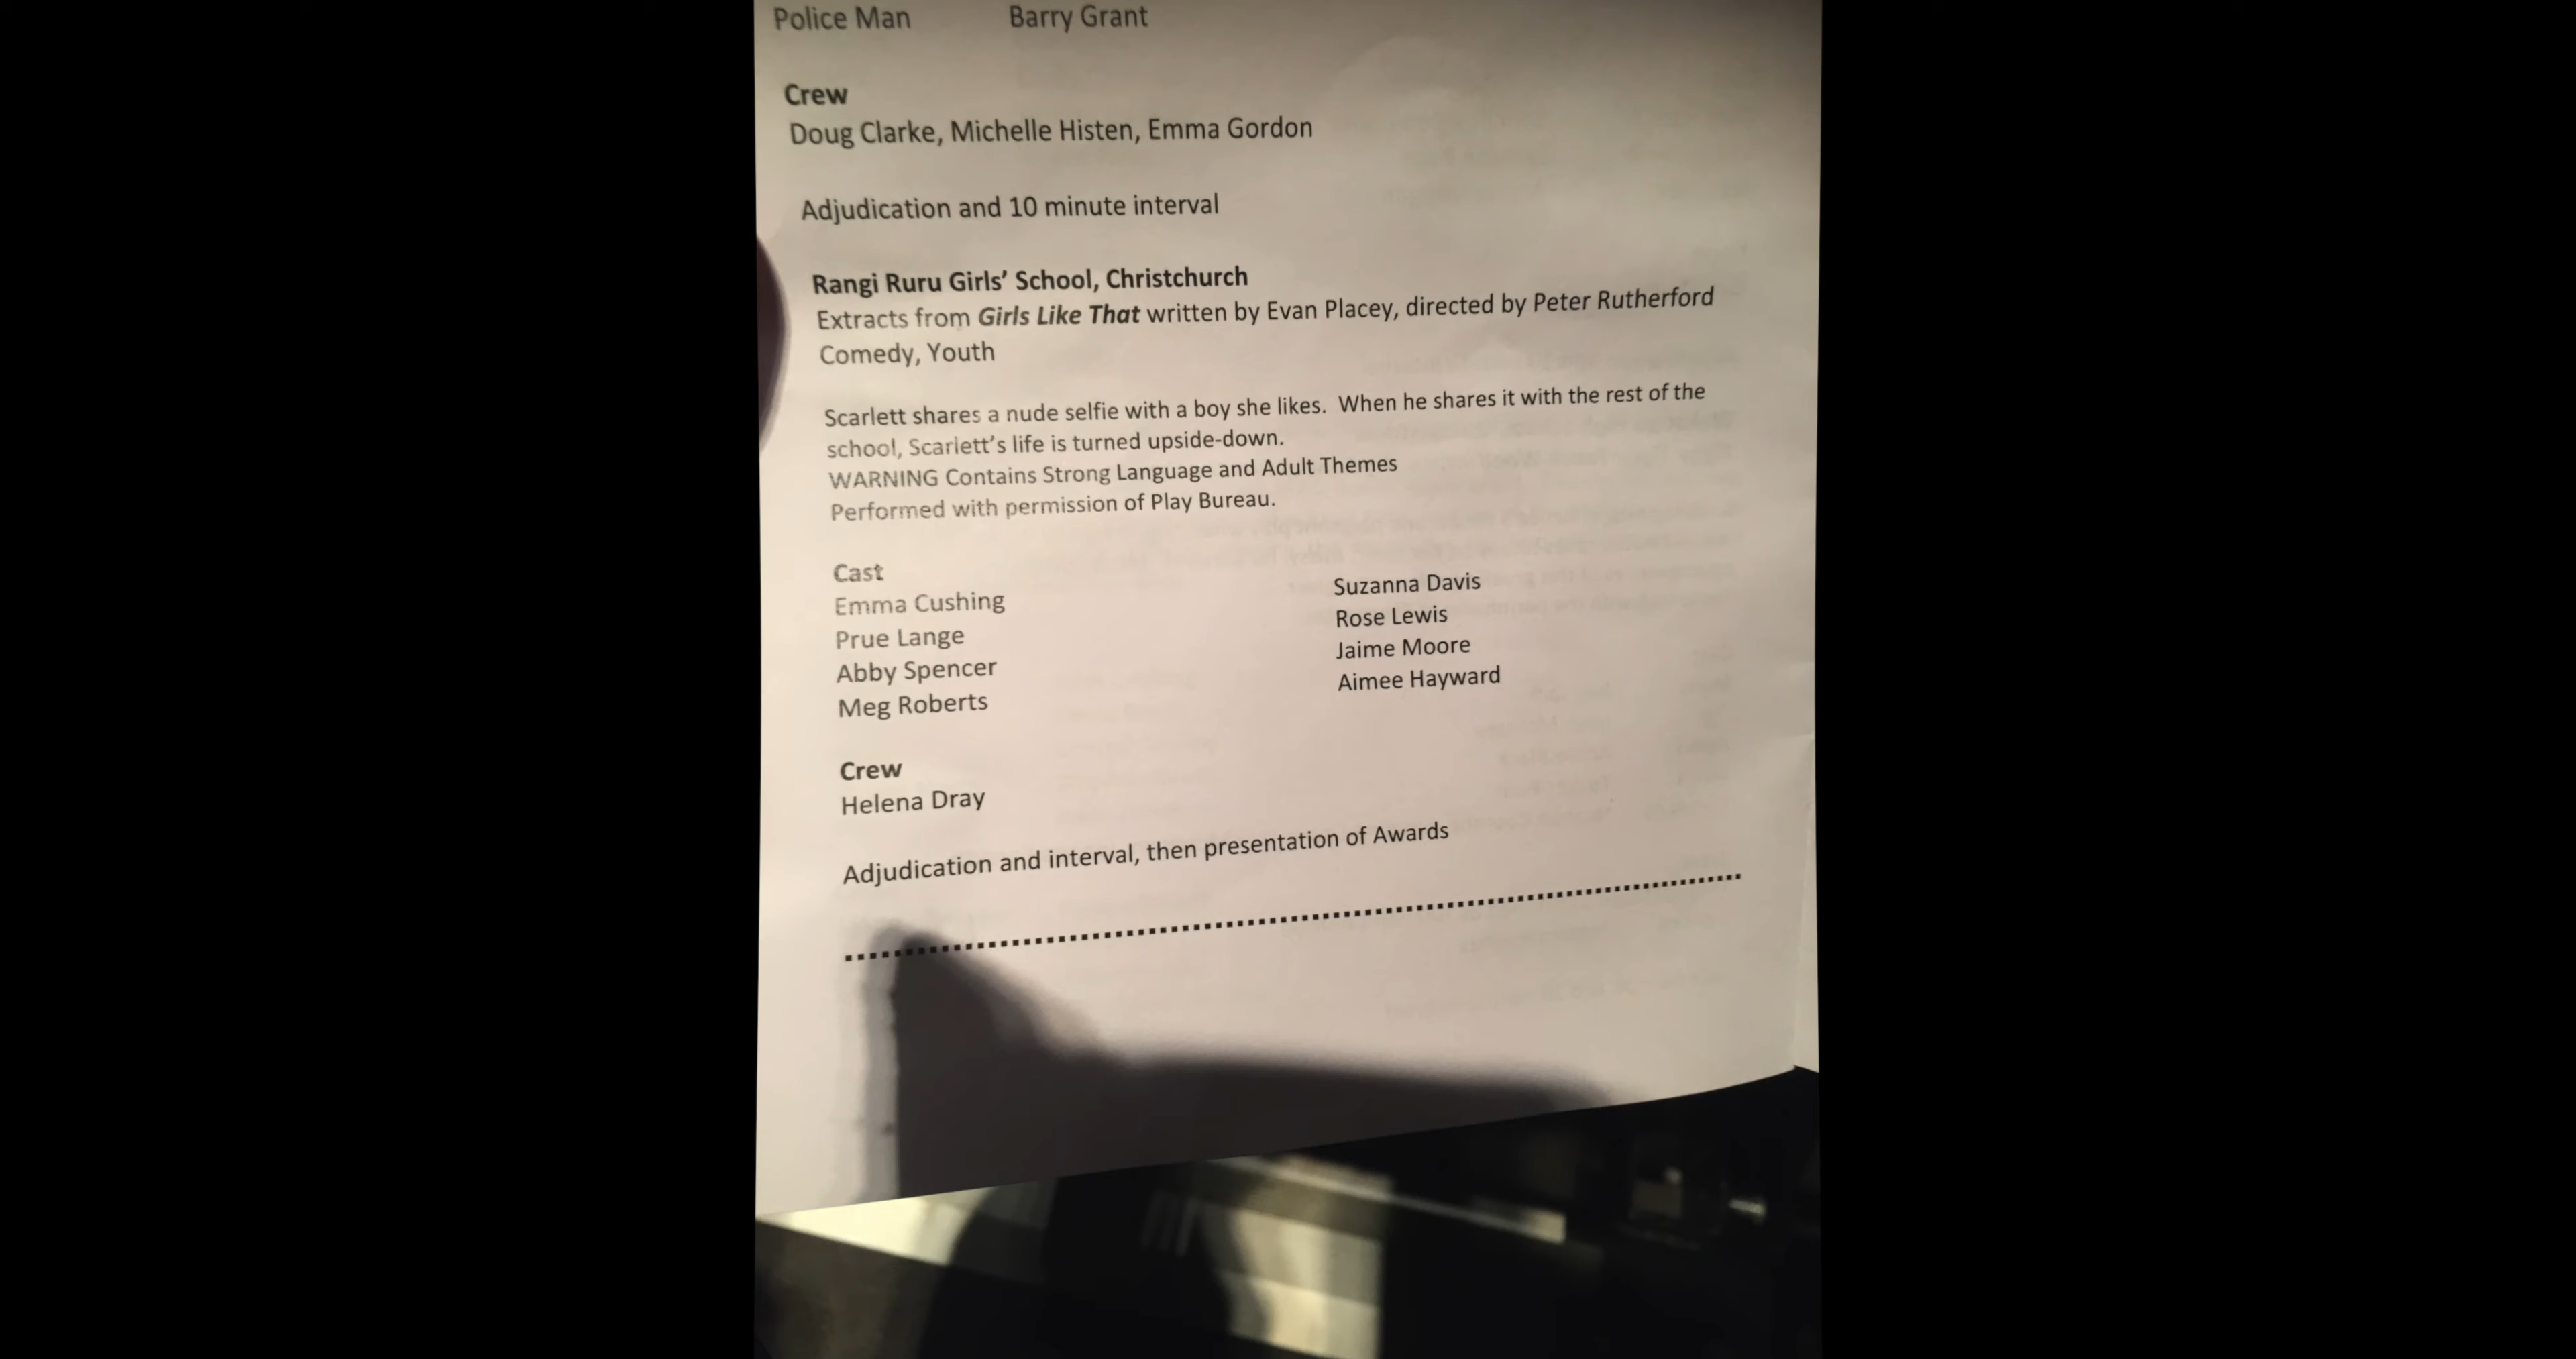 Police Man Barry Grant
Crew
Doug Clarke, Michelle Histen, Emma Gordon
Adjudication and 10 minute interval
Rangi Ruru Girls' School, Christchurch
Extracts from Girls Like That written by Evan Placey, directed by Peter Rutherford
Comedy, Youth
Scarlett shares a nude selfie with a boy she likes. When he shares it with the rest of the
school, Scarlett's life is turned upside-down.
WARNING Contains Strong Language and Adult Themes
Performed with permission of Play Bureau.
Cast
Emma Cushing
Prue Lange
Abby Spencer
Meg Roberts
Suzanna Davis
Rose Lewis
Jaime Moore
Aimee Hayward
Crew
Helena Dray
Adjudication and interval, then presentation of Awards